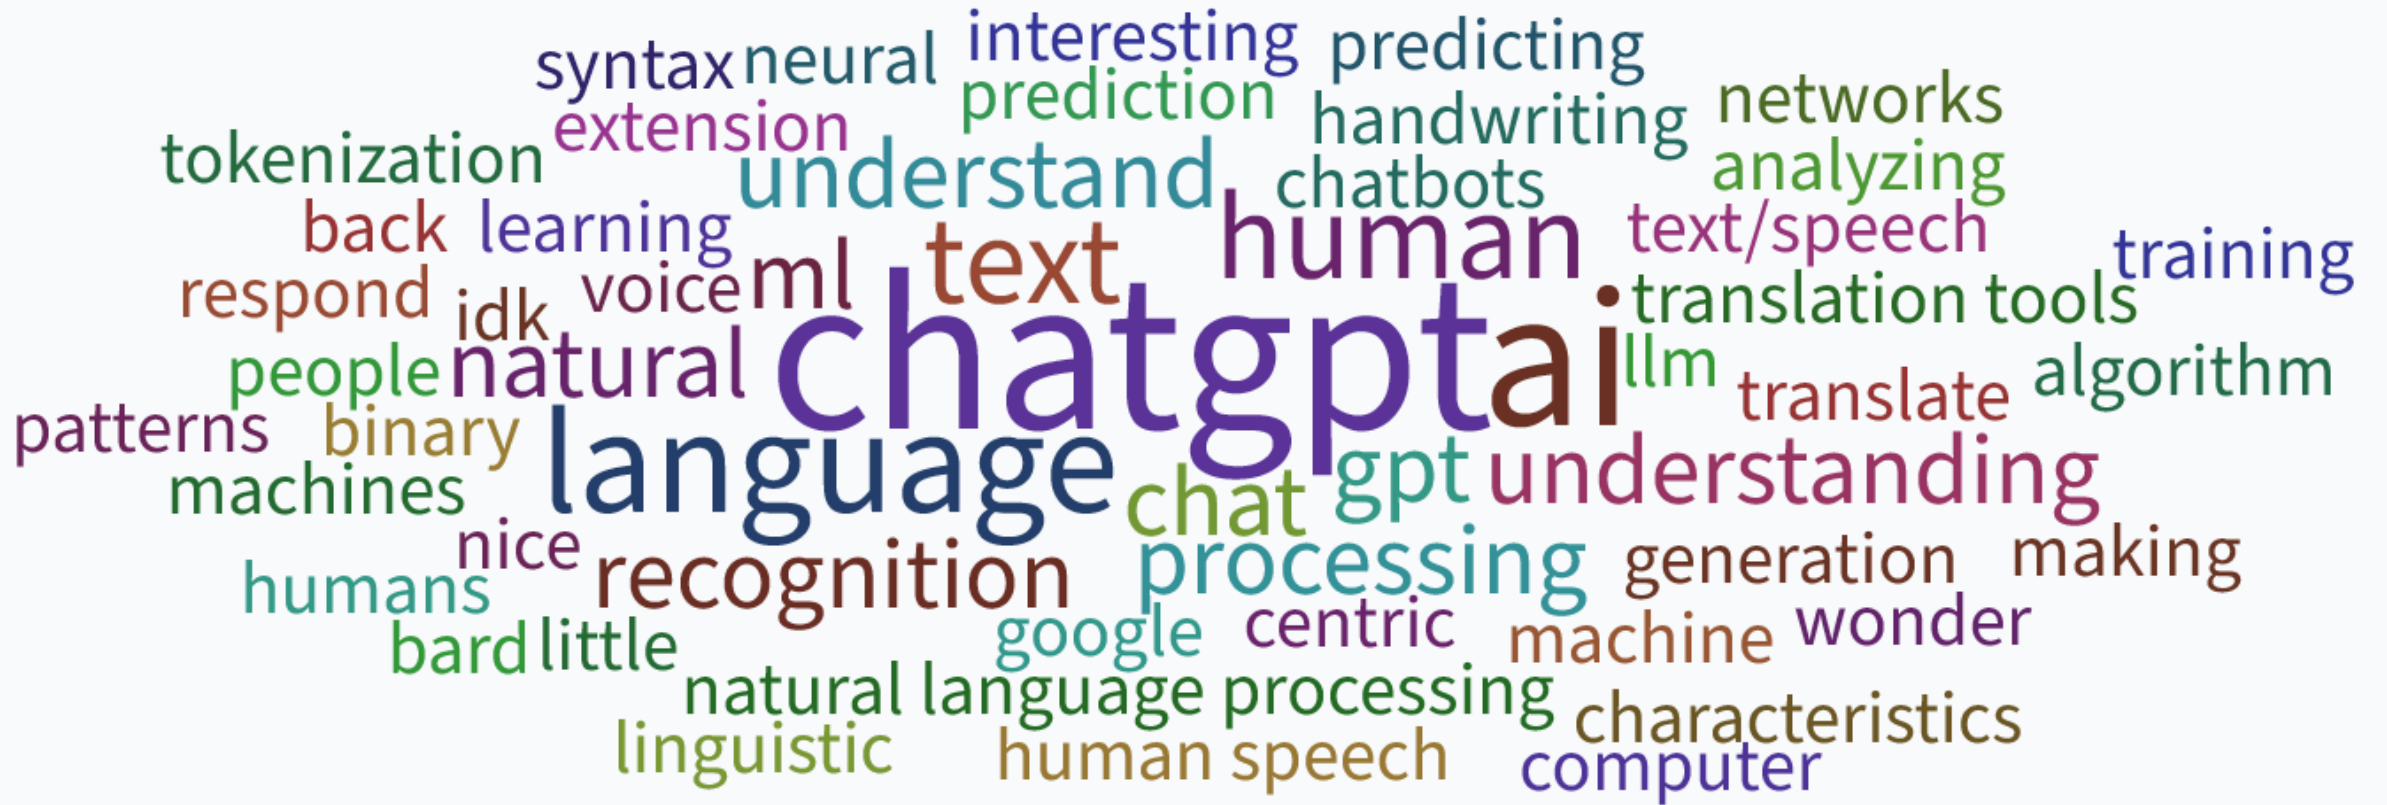 interesting
predicting
syntax
neural
prediction
networks
extension
handwriting
tokenization
understand
chatbots
analyzing
back
learning
human
text/speech
text
training
respond
idk
voice
ml
translation tools
people
natural
chatgpt
ai
llm
translate
algorithm
patterns
binary
language
gpt
understanding
machines
chat
nice
recognition
processing
generation
making
humans
google
centric
machine
wonder
bard
little
natural language processing
characteristics
linguistic
human speech
computer